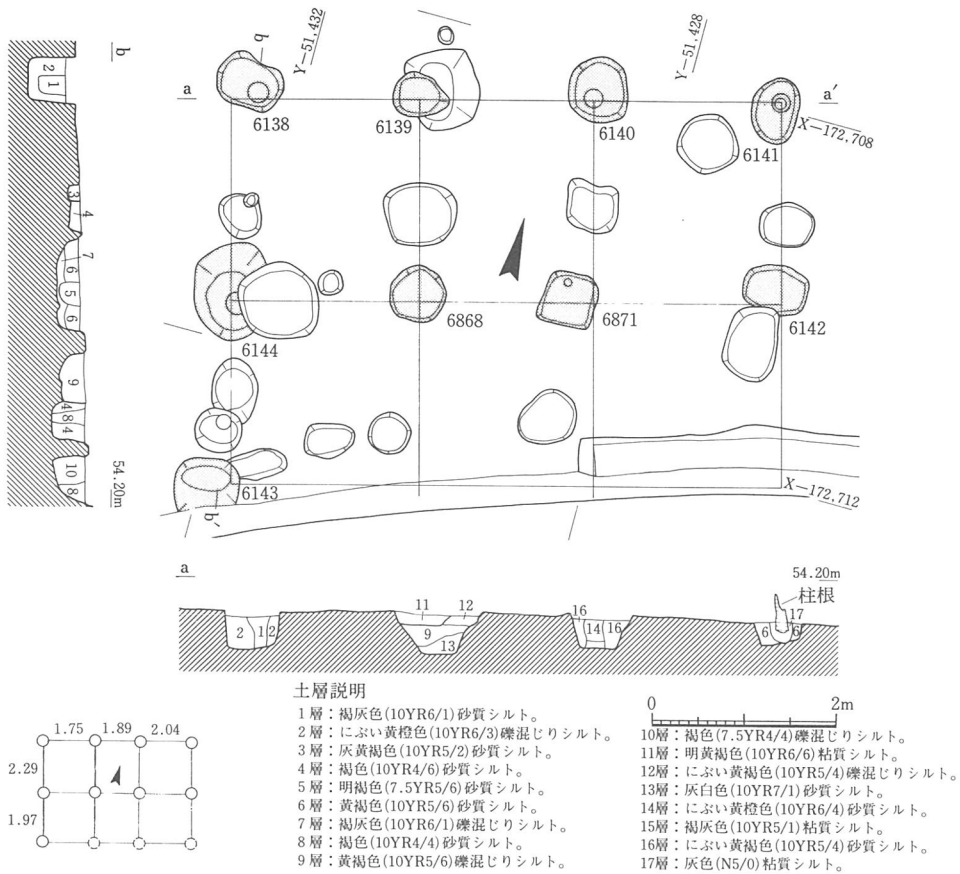 Y-51,432
Y-51,428
b
b
a
a′
6138
6139
6140
6141
X-172,708
6144
6868
6871
6142
6143
b′
X-172,712
2
1
3
4
7
6
5
6
9
4
8
4
10
8
54.20m
a
54.20m
柱根
11
12
16
17
2
1
2
9
13
14
16
6
6
土層説明
1層：褐灰色(10YR6/1)砂質シルト。
2層：にぶい黄橙色(10YR6/3)礫混じりシルト。
3層：灰黄褐色(10YR5/2)砂質シルト。
4層：褐色(10YR4/6)砂質シルト。
5層：明褐色(7.5YR5/6)砂質シルト。
6層：黄褐色(10YR5/6)砂質シルト。
7層：褐灰色(10YR6/1)礫混じりシルト。
8層：褐色(10YR4/4)砂質シルト。
9層：黄褐色(10YR5/6)礫混じりシルト。
0 2m
10層：褐色(7.5YR4/4)礫混じりシルト。
11層：明黄褐色(10YR6/6)粘質シルト。
12層：にぶい黄褐色(10YR5/4)礫混じりシルト。
13層：灰白色(10YR7/1)砂質シルト。
14層：にぶい黄橙色(10YR6/4)砂質シルト。
15層：褐灰色(10YR5/1)粘質シルト。
16層：にぶい黄褐色(10YR5/4)砂質シルト。
17層：灰色(N5/0)粘質シルト。
1.75 1.89 2.04
2.29
1.97